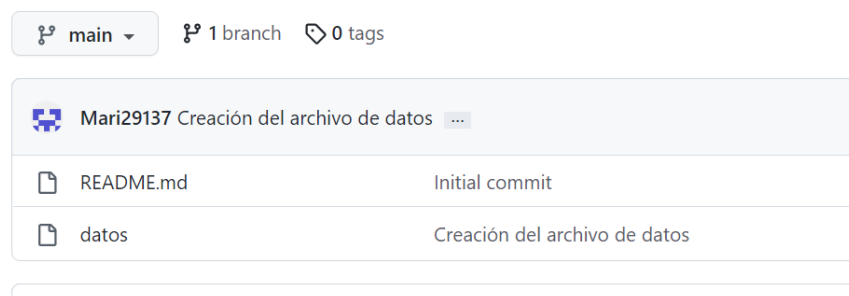 main 1 branch 0 tags
Mari29137 Creación del archivo de datos ...
README.md Initial commit
datos Creación del archivo de datos